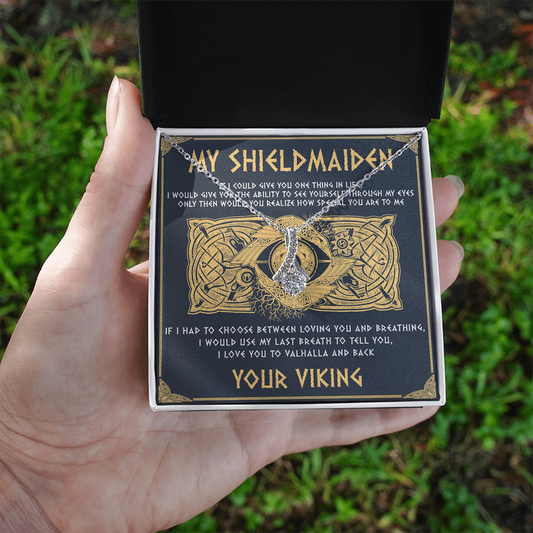 MY SHIELDMAIDEN
IF I COULD GIVE YOU ONE THING IN LIFE,
I WOULD GIVE YOU THE ABILITY TO SEE YOURSELF THROUGH MY EYES
ONLY THEN WOULD YOU REALIZE HOW SPECIAL YOU ARE TO ME
IF I HAD TO CHOOSE BETWEEN LOVING YOU AND BREATHING,
I WOULD USE MY LAST BREATH TO TELL YOU,
I LOVE YOU TO VALHALLA AND BACK
YOUR VIKING